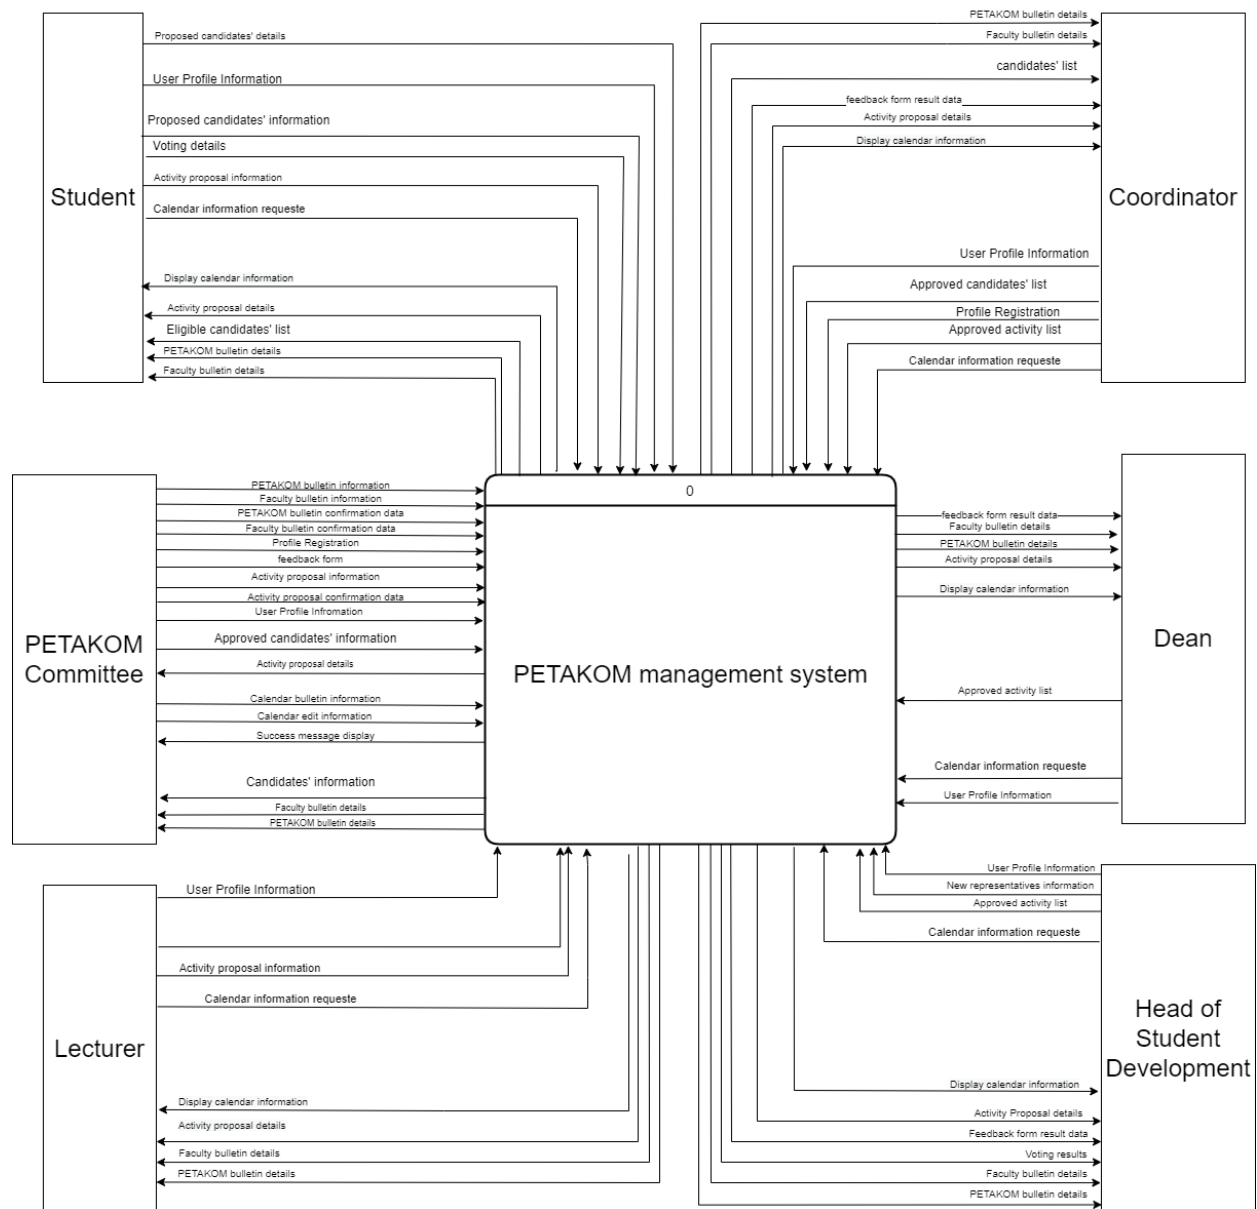 Student
Proposed candidates' details
User Profile Information
Proposed candidates' information
Voting details
Activity proposal information
Calendar information requeste
Display calendar information
Activity proposal details
Eligible candidates' list
PETAKOM bulletin details
Faculty bulletin details
PETAKOM bulletin details
Faculty bulletin details
candidates' list
feedback form result data
Activity proposal details
Display calendar information
User Profile Information
Approved candidates' list
Profile Registration
Approved activity list
Calendar information requeste
Coordinator
PETAKOM
Committee
PETAKOM bulletin information
Faculty bulletin information
PETAKOM bulletin confirmation data
Faculty bulletin confirmation data
Profile Registration
feedback form
Activity proposal information
Activity proposal confirmation data
User Profile Infromation
Approved candidates' information
Activity proposal details
Calendar bulletin information
Calendar edit information
Success message display
Candidates' information
Faculty bulletin details
PETAKOM bulletin details
0
PETAKOM management system
feedback form result data
Faculty bulletin details
PETAKOM bulletin details
Activity proposal details
Display calendar information
Approved activity list
Calendar information requeste
User Profile Information
Dean
Lecturer
User Profile Information
Activity proposal information
Calendar information requeste
Display calendar information
Activity proposal details
Faculty bulletin details
PETAKOM bulletin details
User Profile Information
New representatives information
Approved activity list
Calendar information requeste
Display calendar information
Activity Proposal details
Feedback form result data
Voting results
Faculty bulletin details
PETAKOM bulletin details
Head of
Student
Development